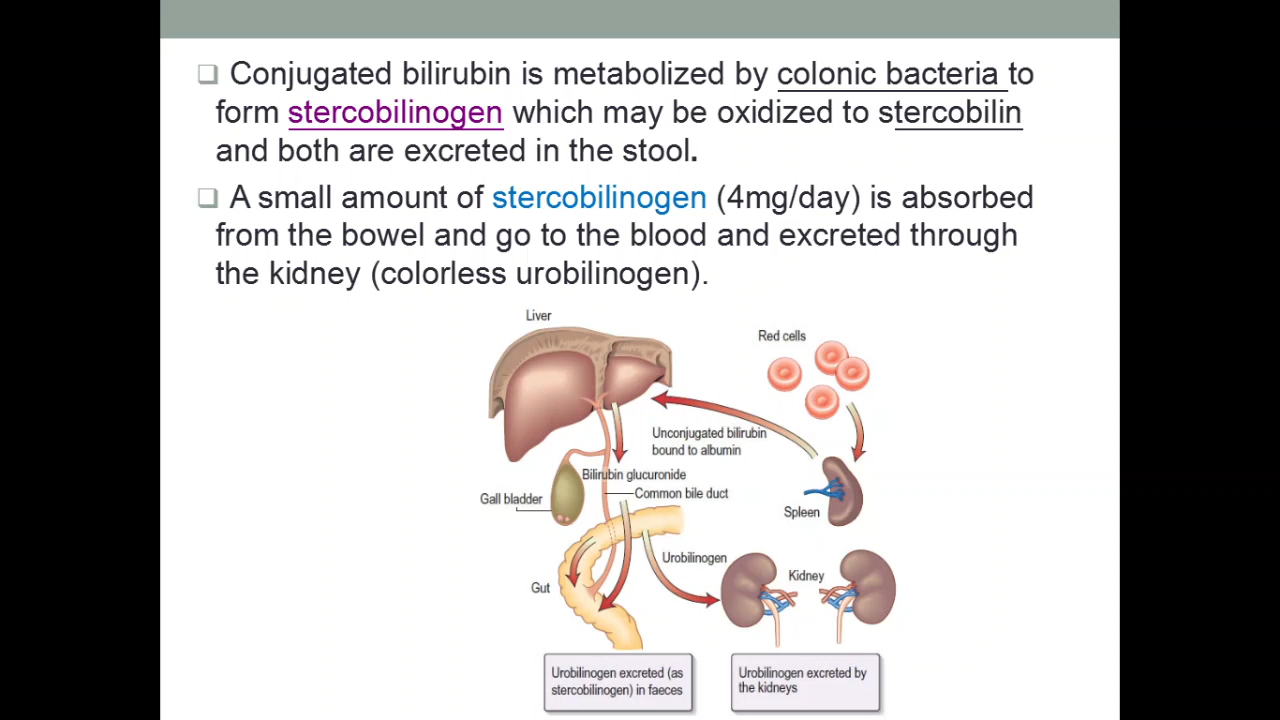 Conjugated bilirubin is metabolized by colonic bacteria to
form stercobilinogen which may be oxidized to stercobilin
and both are excreted in the stool.
A small amount of stercobilinogen (4mg/day) is absorbed
from the bowel and go to the blood and excreted through
the kidney (colorless urobilinogen).
Liver
Red cells
Unconjugated bilirubin
bound to albumin
Bilirubin glucuronide
Common bile duct
Gall bladder
Spleen
Urobilinogen
Kidney
Gut
Urobilinogen excreted (as
stercobilinogen) in faeces
Urobilinogen excreted by
the kidneys